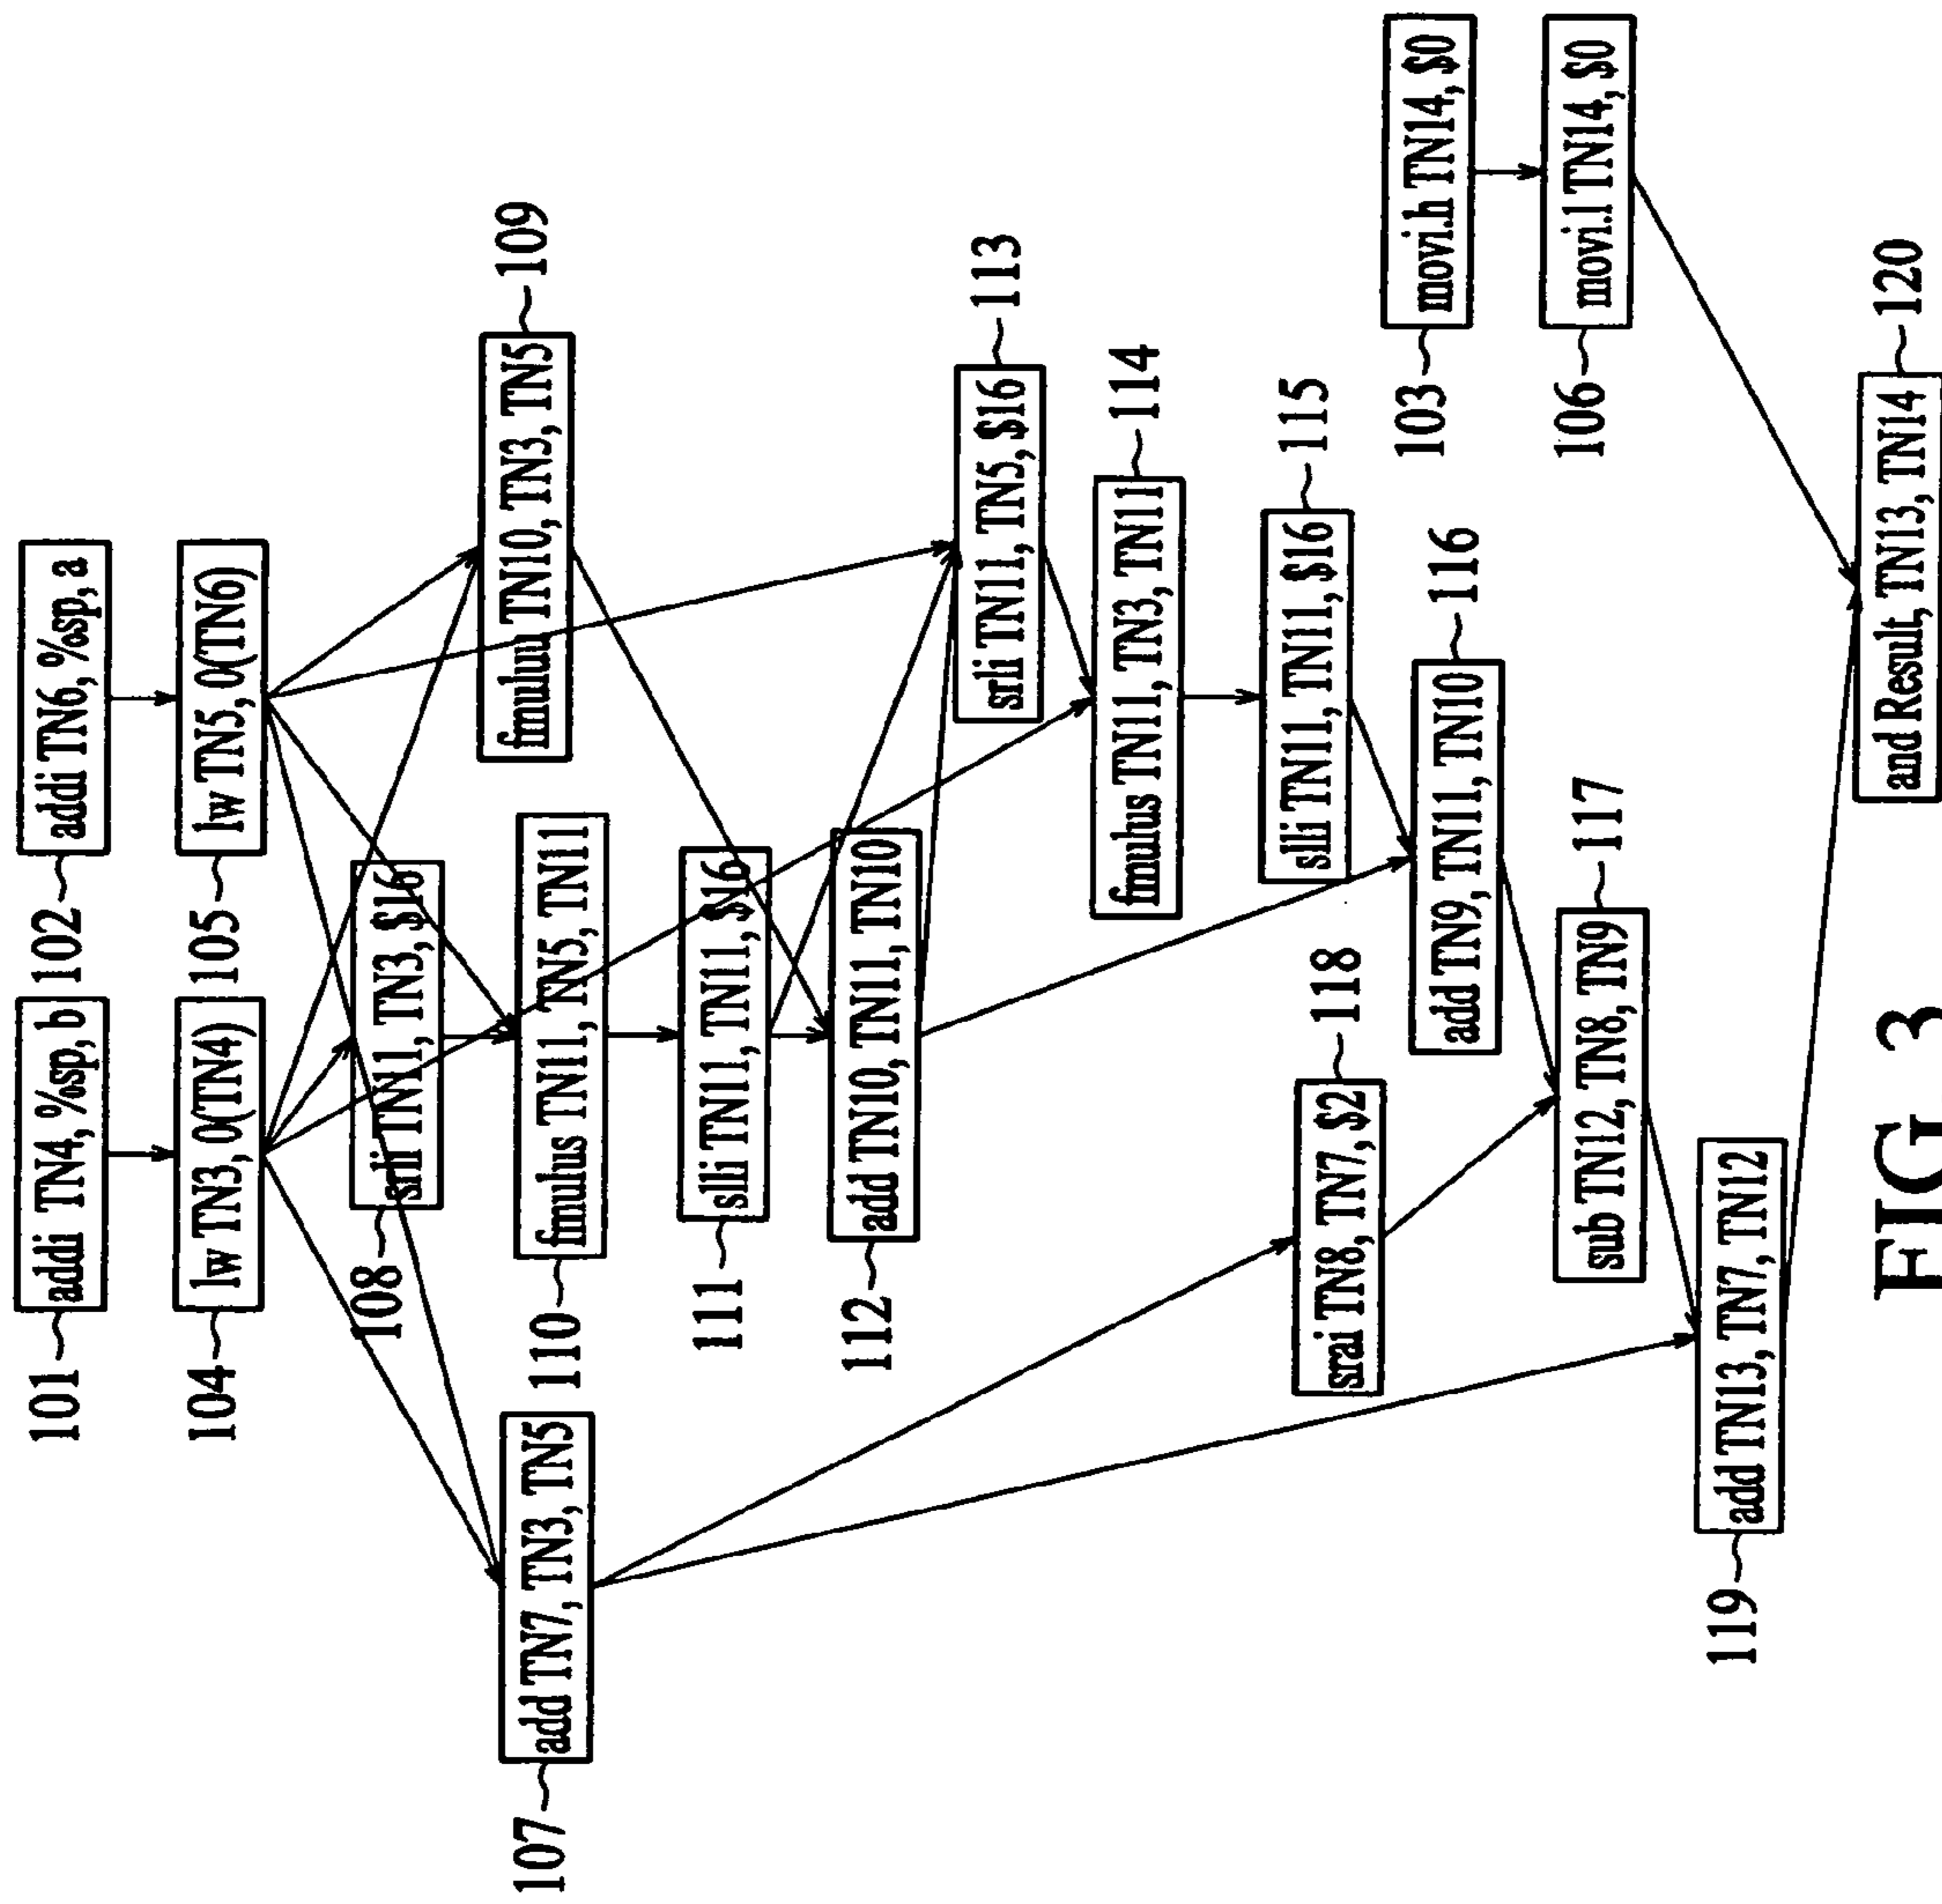 101
addi TN4, %sp, b
102
addi TN6, %sp, a
104
lw TN3, 0(TN4)
105
lw TN5, 0(TN6)
108
srli TN11, TN3, $16
107
add TN7, TN3, TN5
110
fmulus TN11, TN5, TN11
109
fmuluu TN10, TN3, TN5
111
slli TN11, TN11, $16
112
add TN10, TN11, TN10
113
srli TN11, TN5, $16
114
fmulus TN11, TN3, TN11
118
srai TN8, TN7, $2
115
slli TN11, TN11, $16
103
movi.h TN14, $0
116
add TN9, TN11, TN10
117
sub TN12, TN8, TN9
106
movi.l TN14, $0
119
add TN13, TN7, TN12
120
and Result, TN13, TN14
FIG. 3